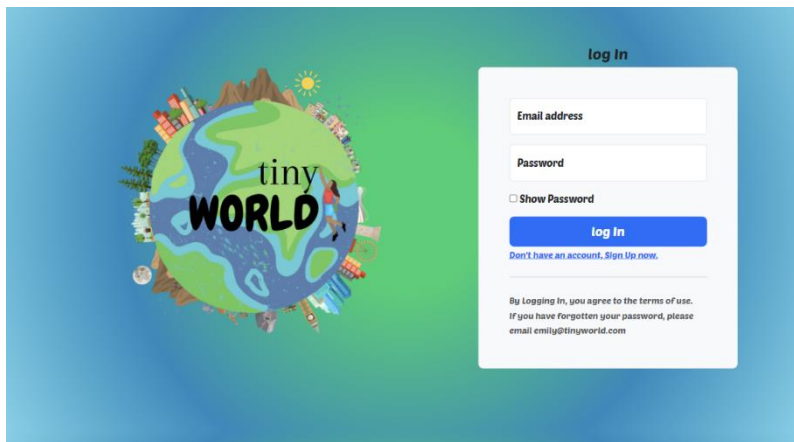 tiny
WORLD
log In
Email address
Password
Show Password
log In
Don't have an account, Sign Up now.
By Logging In, you agree to the terms of use.
If you have forgotten your password, please
email emily@tinyworld.com